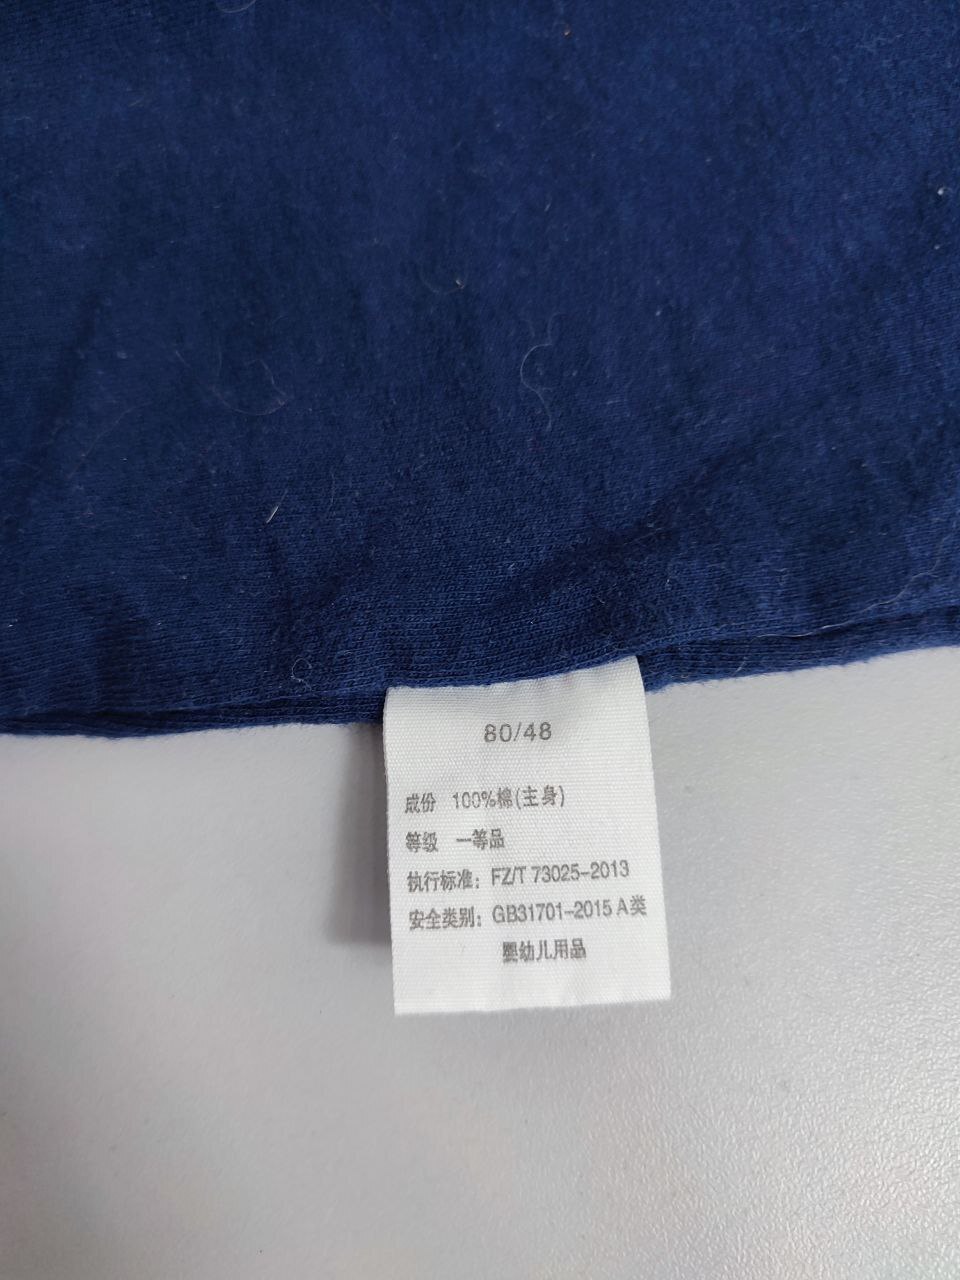 80/48
成份 100%棉(主身)
等级 一等品
执行标准: FZ/T 73025-2013
安全类别: GB31701-2015 A类
婴幼儿用品